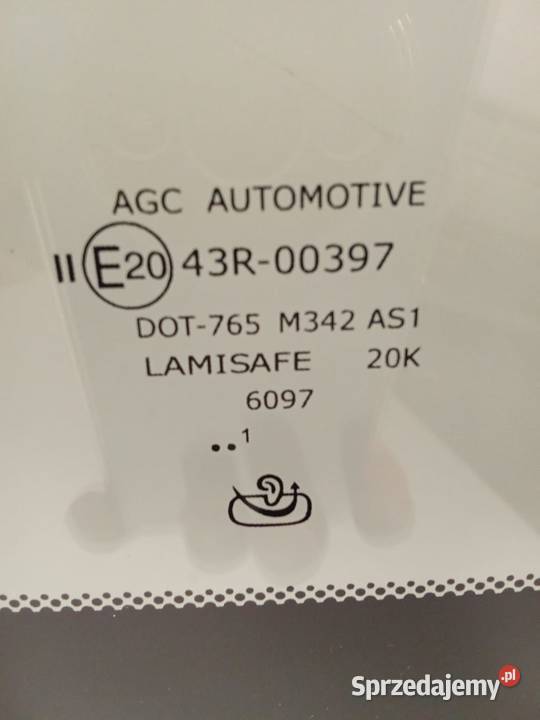 AGC AUTOMOTIVE
II E20 43R-00397
DOT-765 M342 AS1
LAMISAFE 20K
6097
..1
Sprzedajemy.pl